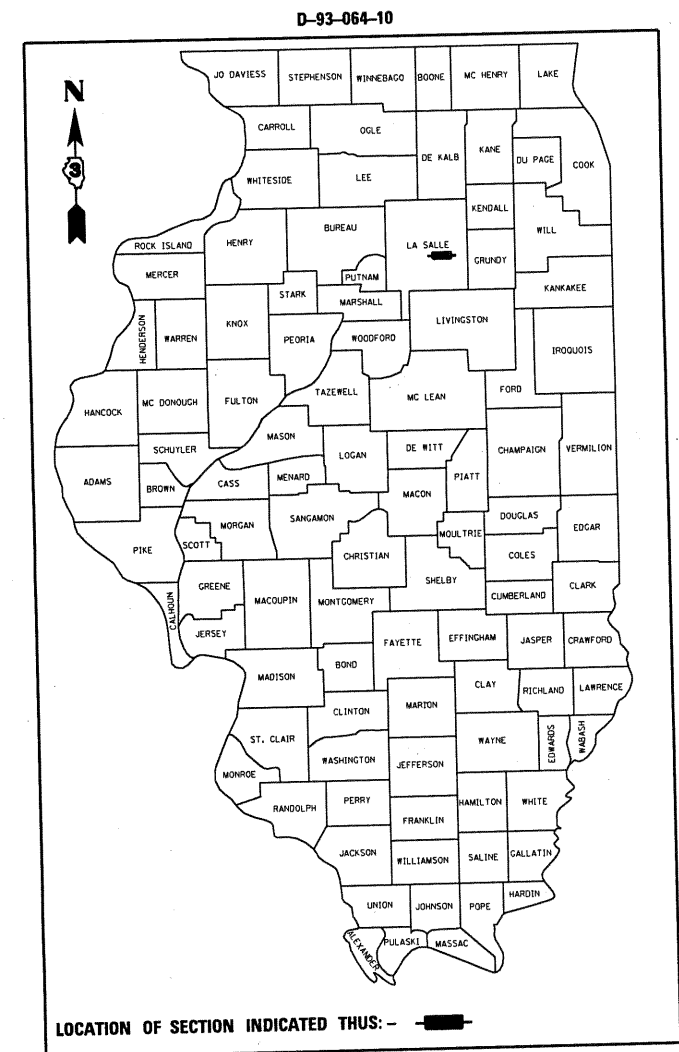 D-93-064-10
JO DAVIESS STEPHENSON WINNEBAGO BOONE MC HENRY LAKE
N
CARROLL OGLE
3
WHITESIDE LEE DE KALB KANE DU PAGE COOK
KENDALL
ROCK ISLAND HENRY BUREAU LA SALLE WILL
GRUNDY
MERCER PUTNAM
STARK MARSHALL KANKAKEE
HENDERSON WARREN KNOX PEORIA WOODFORD LIVINGSTON IROQUOIS
HANCOCK MC DONOUGH FULTON TAZEWELL MC LEAN FORD
MASON
SCHUYLER LOGAN DE WITT CHAMPAIGN VERMILION
ADAMS BROWN CASS MENARD MACON PIATT
PIKE SCOTT MORGAN SANGAMON MOULTRIE DOUGLAS EDGAR
CHRISTIAN COLES
CALHOUN GREENE MACOUPIN MONTGOMERY SHELBY CUMBERLAND CLARK
JERSEY FAYETTE EFFINGHAM JASPER CRAWFORD
MADISON BOND
CLAY RICHLAND LAWRENCE
CLINTON MARION
ST. CLAIR WAYNE EDWARDS WABASH
MONROE WASHINGTON JEFFERSON
RANDOLPH PERRY HAMILTON WHITE
FRANKLIN
JACKSON WILLIAMSON SALINE GALLATIN
HARDIN
UNION JOHNSON POPE
ALEXANDER PULASKI MASSAC
LOCATION OF SECTION INDICATED THUS: -